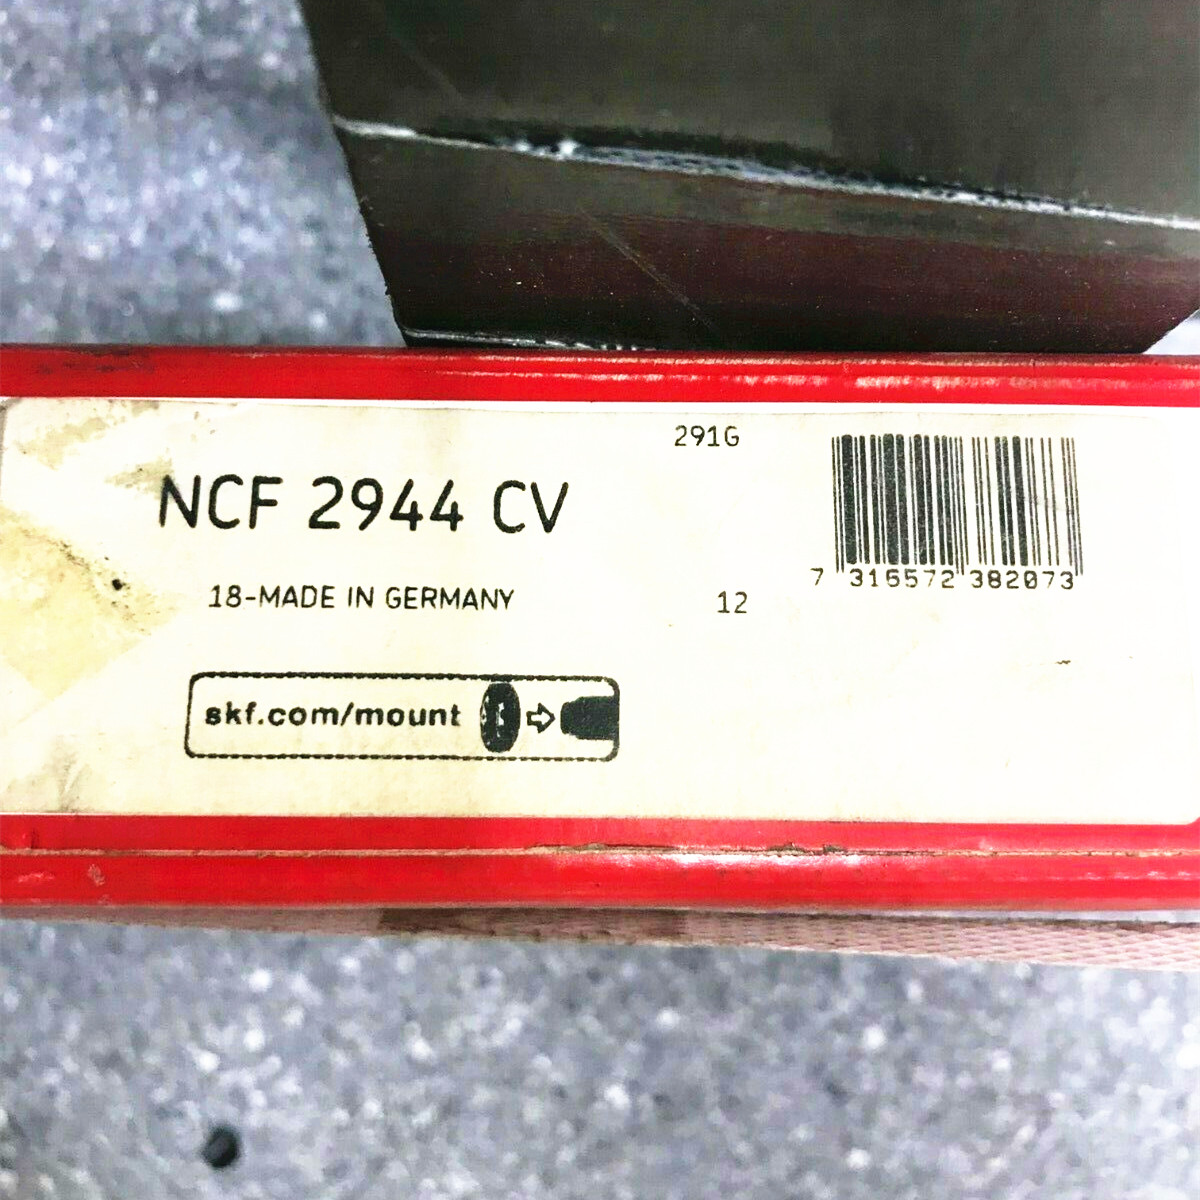 291G
NCF 2944 CV
7 316572 382073
18-MADE IN GERMANY
12
skf.com/mount